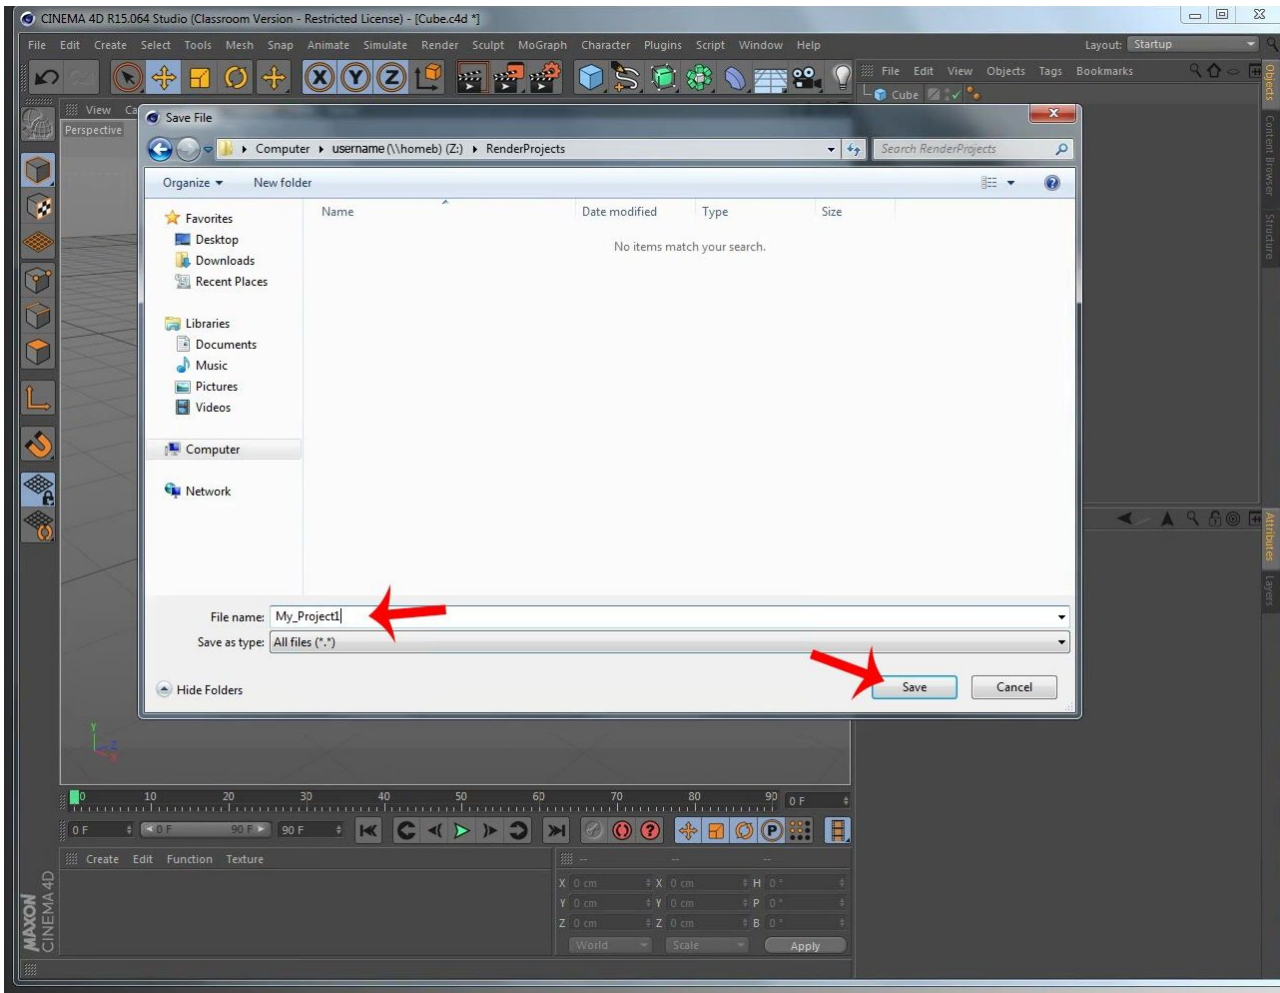 CINEMA 4D R15.064 Studio (Classroom Version - Restricted License) - [Cube.c4d *]
File Edit Create Select Tools Mesh Snap Animate Simulate Render Sculpt MoGraph Character Plugins Script Window Help Layout: Startup
X Y Z
File Edit View Objects Tags Bookmarks
Cube
View Ca
Perspective
Objects
Content Browser
Structure
Save File
Computer username (\\homeb) (Z:) RenderProjects
Search RenderProjects
Organize New folder
Name Date modified Type Size
No items match your search.
Favorites
Desktop
Downloads
Recent Places
Libraries
Documents
Music
Pictures
Videos
Computer
Network
File name: My_Project1
Save as type: All files (*.*)
Hide Folders
Save Cancel
Attributes
Layers
Y
Z
X
0 10 20 30 40 50 60 70 80 90 0 F
0 F 0 F 90 F 90 F
P
Create Edit Function Texture
-- -- --
X 0 cm X 0 cm H 0 °
Y 0 cm Y 0 cm P 0 °
Z 0 cm Z 0 cm B 0 °
World Scale Apply
MAXON
CINEMA 4D